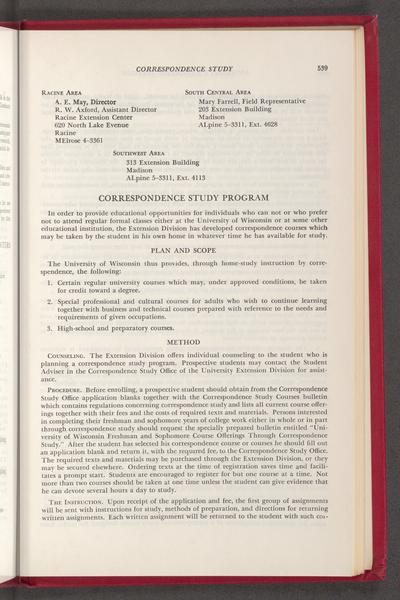 CORRESPONDENCE STUDY 539
RACINE AREA
A. E. May, Director
R. W. Axford, Assistant Director
Racine Extension Center
620 North Lake Evenue
Racine
MElrose 4-3361
SOUTH CENTRAL AREA
Mary Farrell, Field Representative
205 Extension Building
Madison
ALpine 5-3311, Ext. 4628
SOUTHWEST AREA
313 Extension Building
Madison
ALpine 5-3311, Ext. 4113
CORRESPONDENCE STUDY PROGRAM
In order to provide educational opportunities for individuals who can not or who prefer
not to attend regular formal classes either at the University of Wisconsin or at some other
educational institution, the Extension Division has developed correspondence courses which
may be taken by the student in his own home in whatever time he has available for study.
PLAN AND SCOPE
The University of Wisconsin thus provides, through home-study instruction by corre-
spondence, the following:
1. Certain regular university courses which may, under approved conditions, be taken
for credit toward a degree.
2. Special professional and cultural courses for adults who wish to continue learning
together with business and technical courses prepared with reference to the needs and
requirements of given occupations.
3. High-school and preparatory courses.
METHOD
COUNSELING. The Extension Division offers individual counseling to the student who is
planning a correspondence study program. Prospective students may contact the Student
Adviser in the Correspondence Study Office of the University Extension Division for assist-
ance.
PROCEDURE. Before enrolling, a prospective student should obtain from the Correspondence
Study Office application blanks together with the Correspondence Study Courses bulletin
which contains regulations concerning correspondence study and lists all current course offer-
ings together with their fees and the costs of required texts and materials. Persons interested
in completing their freshman and sophomore years of college work either in whole or in part
through correspondence study should request the specially prepared bulletin entitled "Uni-
versity of Wisconsin Freshman and Sophomore Course Offerings Through Correspondence
Study." After the student has selected his correspondence course or courses he should fill out
an application blank and return it, with the required fee, to the Correspondence Study Office.
The required texts and materials may be purchased through the Extension Division, or they
may be secured elsewhere. Ordering texts at the time of registration saves time and facili-
tates a prompt start. Students are encouraged to register for but one course at a time. Not
more than two courses should be taken at one time unless the student can give evidence that
he can devote several hours a day to study.
THE INSTRUCTION. Upon receipt of the application and fee, the first group of assignments
will be sent with instructions for study, methods of preparation, and directions for returning
written assignments. Each written assignment will be returned to the student with such cor-